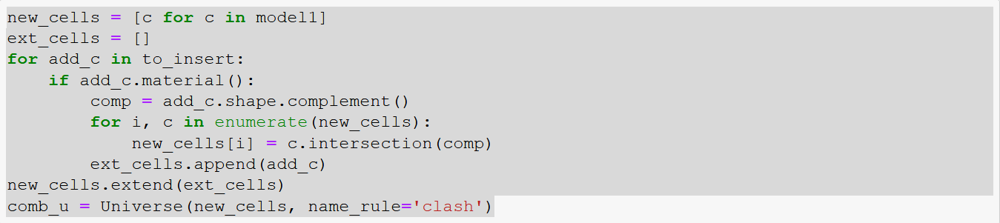 new_cells = [c for c in model1]
ext_cells = []
for add_c in to_insert:
    if add_c.material():
        comp = add_c.shape.complement()
        for i, c in enumerate(new_cells):
            new_cells[i] = c.intersection(comp)
        ext_cells.append(add_c)
new_cells.extend(ext_cells)
comb_u = Universe(new_cells, name_rule='clash')